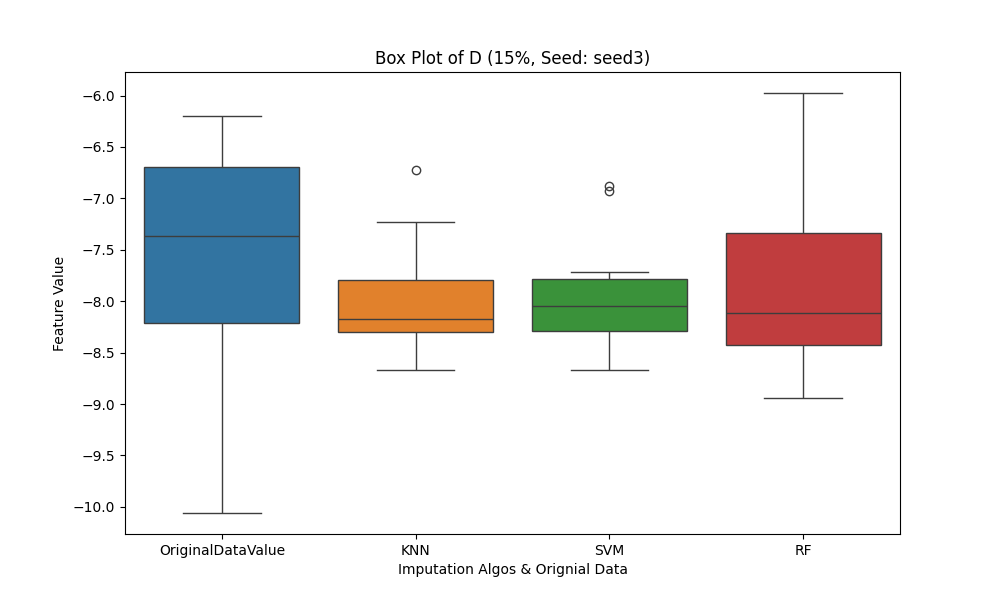 Box Plot of D (15%, Seed: seed3)
−6.0
−6.5
−7.0
−7.5
−8.0
−8.5
−9.0
−9.5
−10.0
Feature Value
OriginalDataValue KNN SVM RF
Imputation Algos & Orignial Data